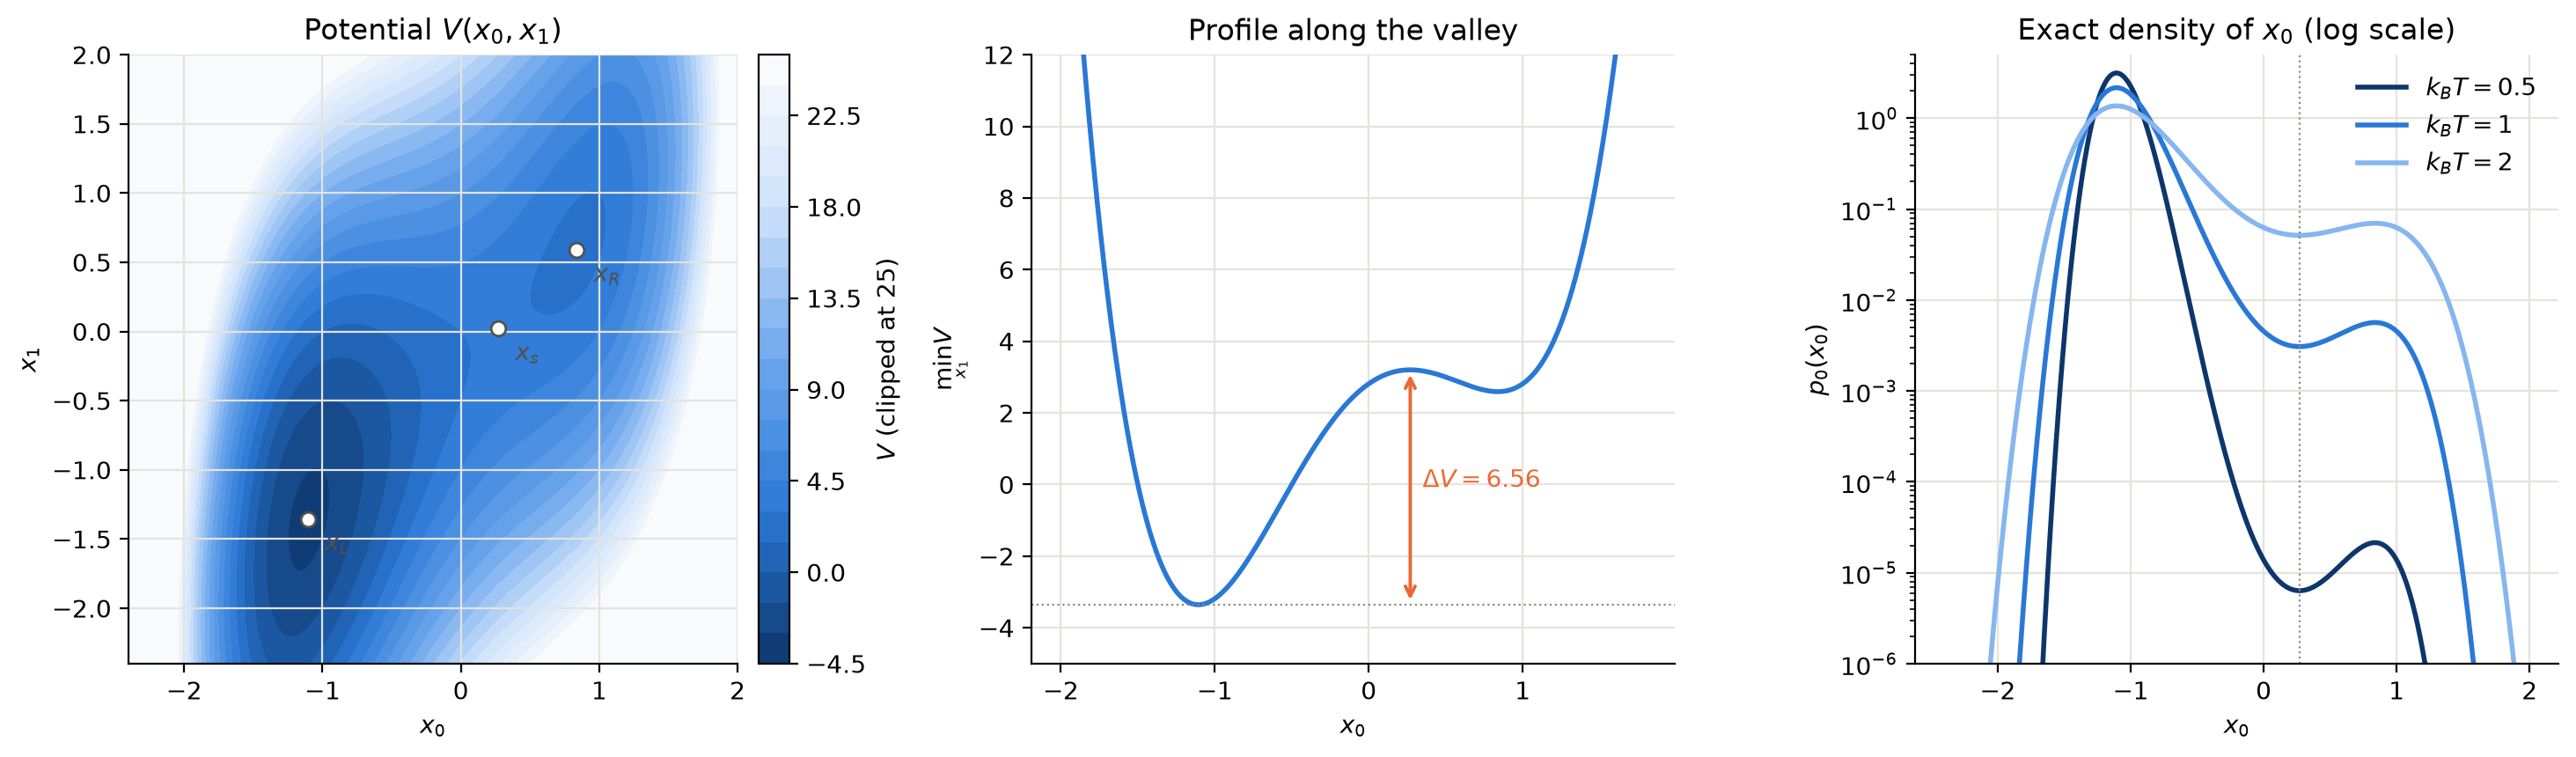 Potential V(x₀, x₁)
2.0
1.5
1.0
0.5
0.0
−0.5
−1.0
−1.5
−2.0
x₁
−2
−1
0
1
2
x₀
x_R
x_s
x_L
22.5
18.0
13.5
9.0
4.5
0.0
−4.5
V (clipped at 25)
Profile along the valley
12
10
8
6
4
2
0
−2
−4
min V
x₁
ΔV = 6.56
−2
−1
0
1
x₀
Exact density of x₀ (log scale)
k_BT = 0.5
k_BT = 1
k_BT = 2
10⁰
10⁻¹
10⁻²
10⁻³
10⁻⁴
10⁻⁵
10⁻⁶
p₀(x₀)
−2
−1
0
1
2
x₀